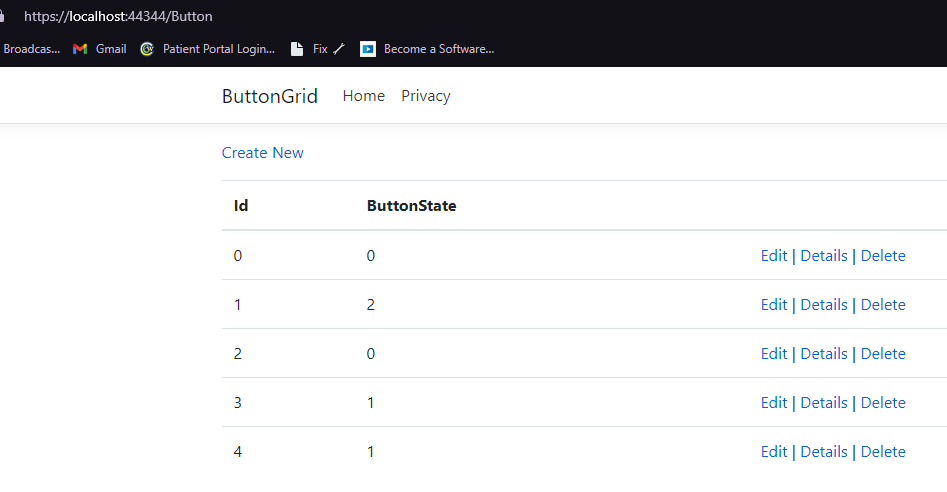 https://localhost:44344/Button
Broadcas... Gmail Patient Portal Login... Fix Become a Software...
ButtonGrid Home Privacy
Create New
Id ButtonState
0 0 Edit | Details | Delete
1 2 Edit | Details | Delete
2 0 Edit | Details | Delete
3 1 Edit | Details | Delete
4 1 Edit | Details | Delete